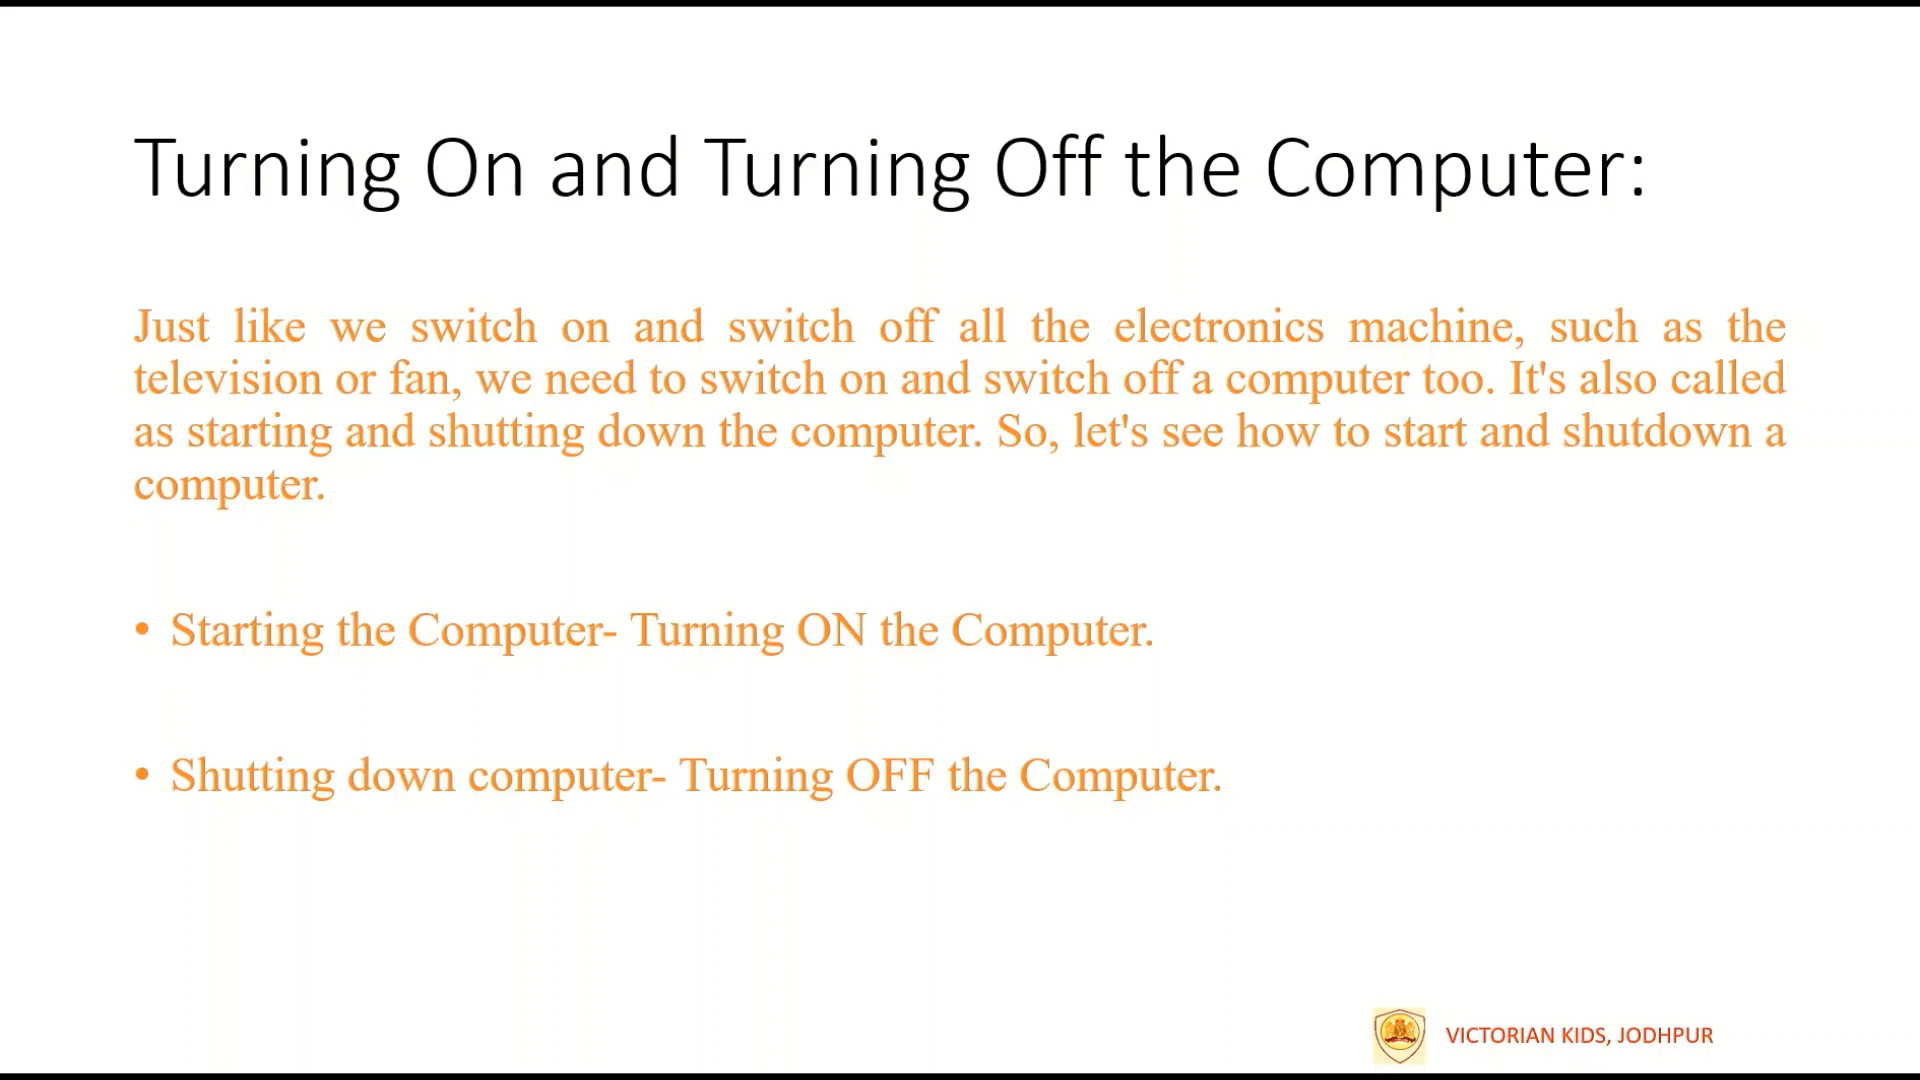 Turning On and Turning Off the Computer:
Just like we switch on and switch off all the electronics machine, such as the
television or fan, we need to switch on and switch off a computer too. It's also called
as starting and shutting down the computer. So, let's see how to start and shutdown a
computer.
• Starting the Computer- Turning ON the Computer.
• Shutting down computer- Turning OFF the Computer.
VICTORIAN KIDS, JODHPUR